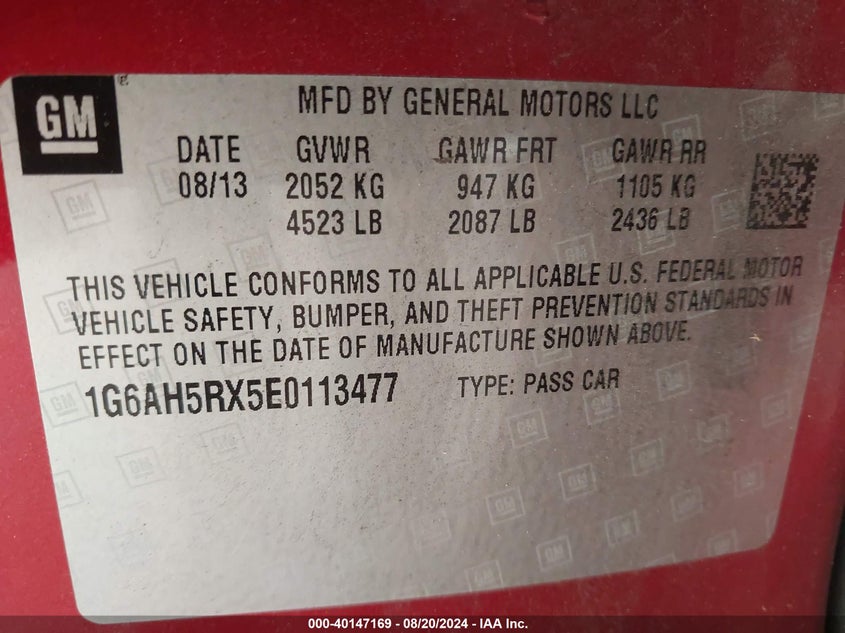 GM
MFD BY GENERAL MOTORS LLC
DATE GVWR GAWR FRT GAWR RR
08/13 2052 KG 947 KG 1105 KG
4523 LB 2087 LB 2436 LB
THIS VEHICLE CONFORMS TO ALL APPLICABLE U.S. FEDERAL MOTOR
VEHICLE SAFETY, BUMPER, AND THEFT PREVENTION STANDARDS IN
EFFECT ON THE DATE OF MANUFACTURE SHOWN ABOVE.
1G6AH5RX5E0113477 TYPE: PASS CAR
000-40147169 - 08/20/2024 - IAA Inc.